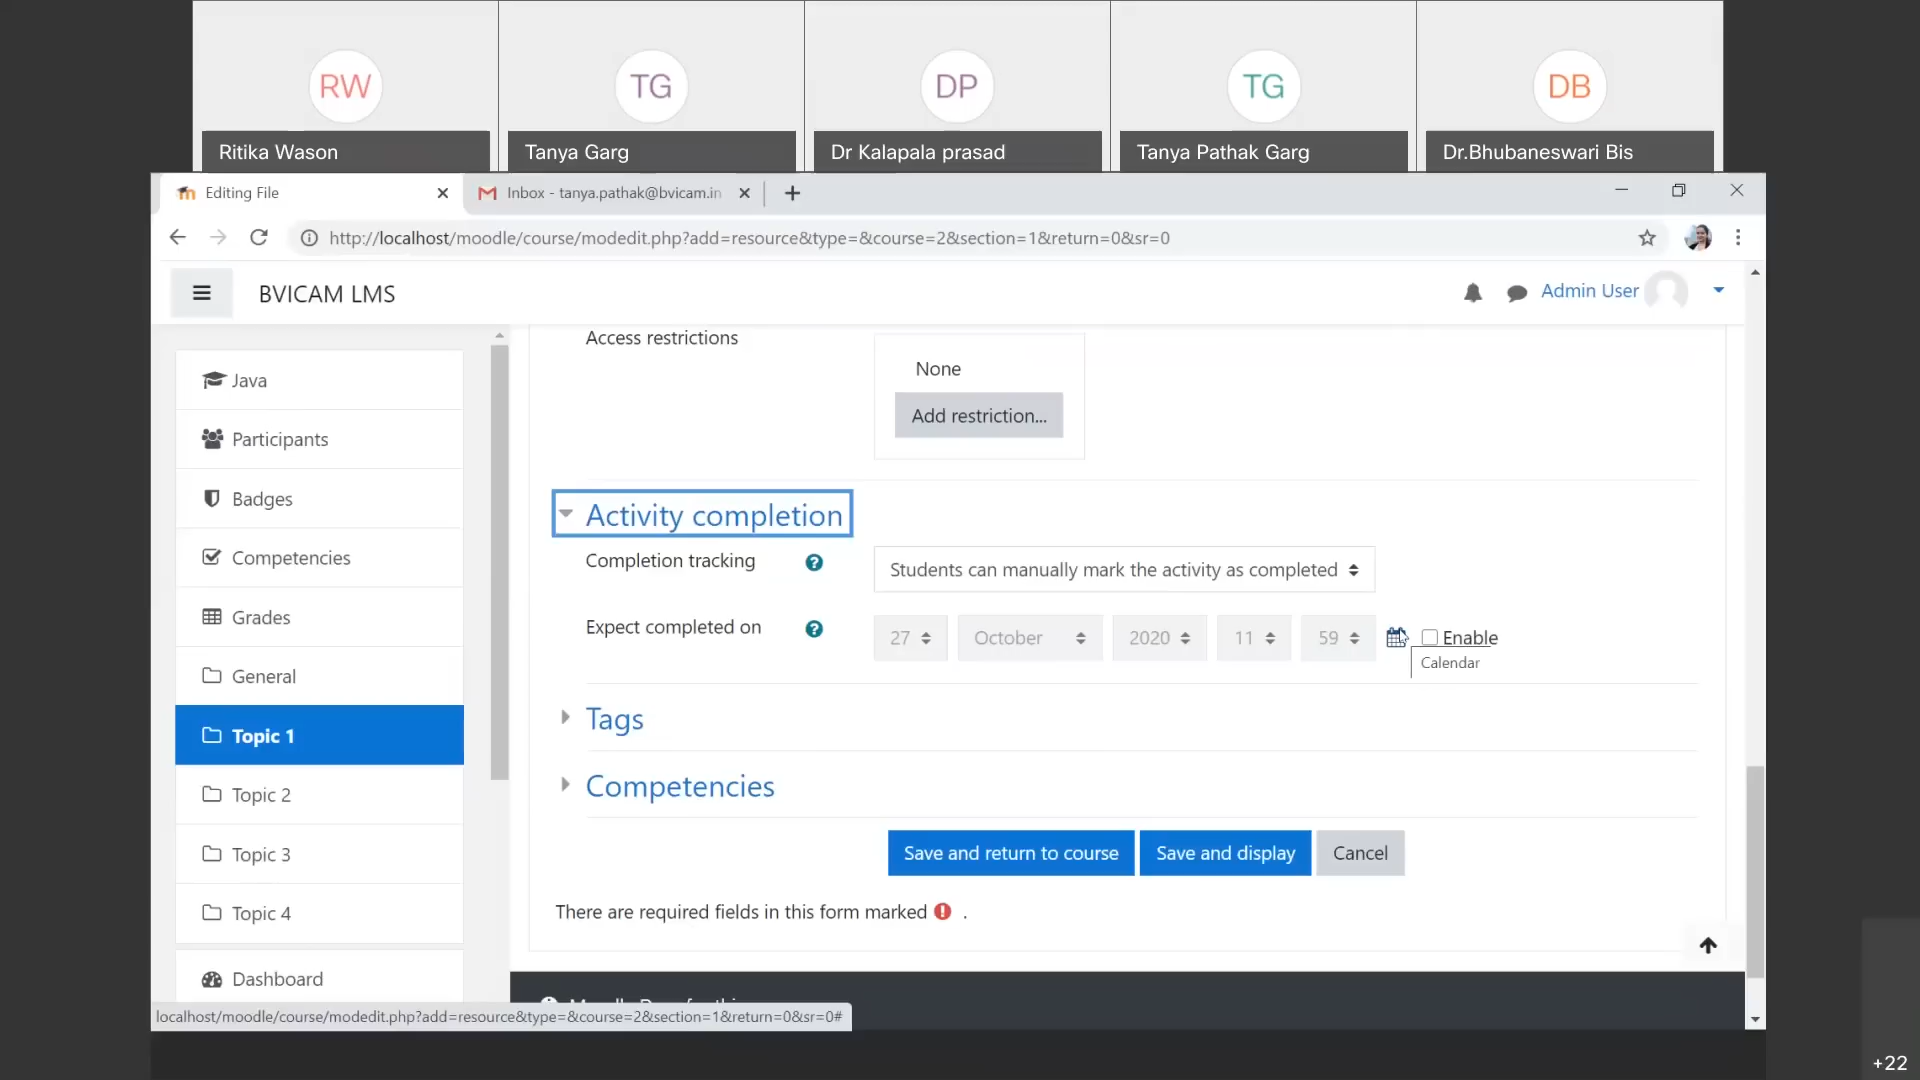 RW
TG
DP
TG
DB
Ritika Wason
Tanya Garg
Dr Kalapala prasad
Tanya Pathak Garg
Dr.Bhubaneswari Bis
Editing File
Inbox - tanya.pathak@bvicam.in
http://localhost/moodle/course/modedit.php?add=resource&type=&course=2&section=1&return=0&sr=0
BVICAM LMS
Admin User
Java
Participants
Badges
Competencies
Grades
General
Topic 1
Topic 2
Topic 3
Topic 4
Dashboard
Access restrictions
None
Add restriction...
Activity completion
Completion tracking
Students can manually mark the activity as completed
Expect completed on
27 October 2020 11 59 Enable
Calendar
Tags
Competencies
Save and return to course Save and display Cancel
There are required fields in this form marked .
localhost/moodle/course/modedit.php?add=resource&type=&course=2&section=1&return=0&sr=0#
+22